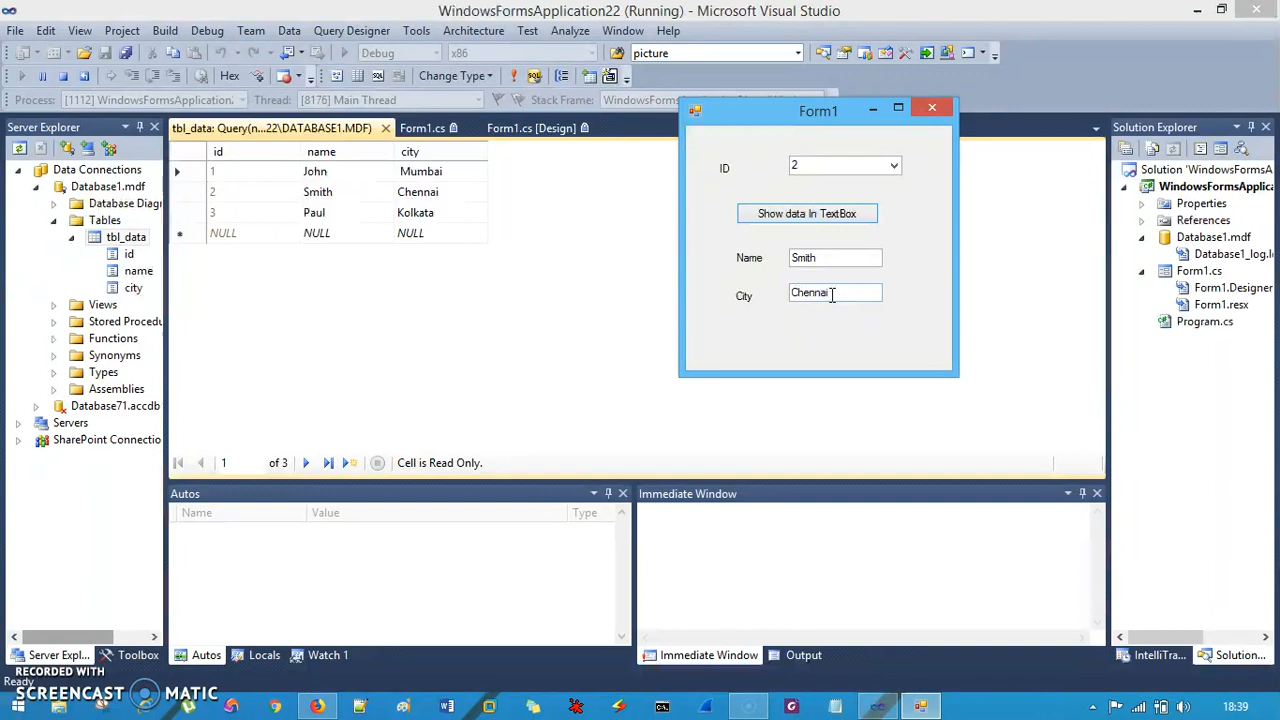 WindowsFormsApplication22 (Running) - Microsoft Visual Studio
File Edit View Project Build Debug Team Data Query Designer Tools Architecture Test Analyze Window Help
Debug x86 picture
Hex Change Type
Process: [1112] WindowsFormsApplication Thread: [8176] Main Thread Stack Frame: WindowsForms
Server Explorer
tbl_data: Query(n...22\DATABASE1.MDF) Form1.cs Form1.cs [Design]
Solution Explorer
Data Connections
Database1.mdf
Database Diag
Tables
tbl_data
id
name
city
Views
Stored Procedu
Functions
Synonyms
Types
Assemblies
Database71.accdb
Servers
SharePoint Connectio
id name city
1 John Mumbai
2 Smith Chennai
3 Paul Kolkata
NULL NULL NULL
1 of 3 Cell is Read Only.
Form1
ID 2
Show data In TextBox
Name Smith
City Chennai
Solution 'WindowsFormsA
WindowsFormsApplica
Properties
References
Database1.mdf
Database1_log.l
Form1.cs
Form1.Designer
Form1.resx
Program.cs
Autos
Name Value Type
Immediate Window
Server Expl... Toolbox
Autos Locals Watch 1
Immediate Window Output
IntelliTra... Solution...
Ready
RECORDED WITH
SCREENCAST MATIC
18:39